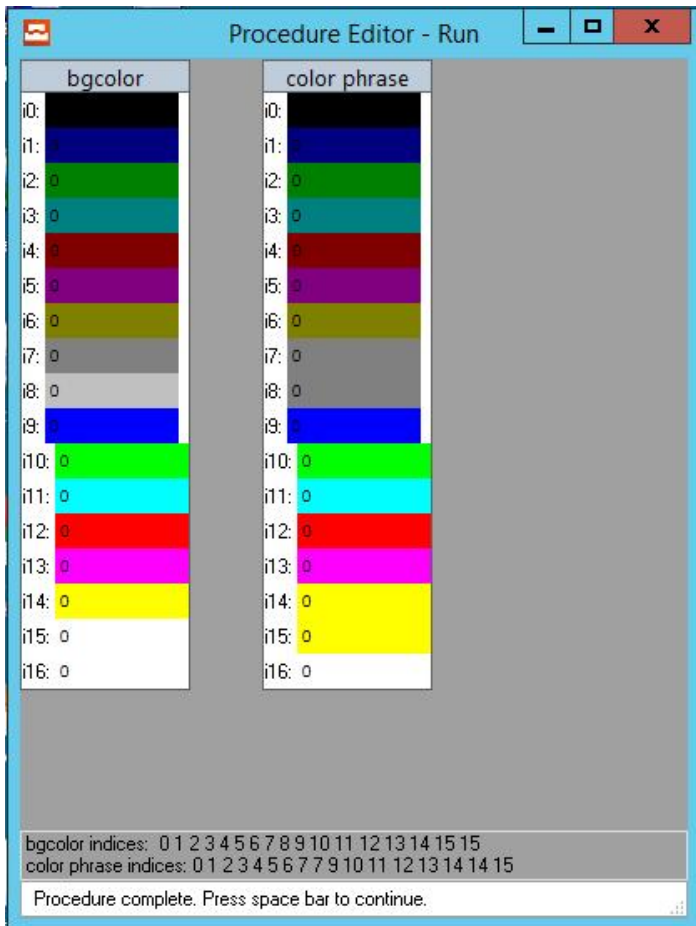 Procedure Editor - Run
bgcolor
i0:
i1: 0
i2: 0
i3: 0
i4: 0
i5: 0
i6: 0
i7: 0
i8: 0
i9: 0
i10: 0
i11: 0
i12: 0
i13: 0
i14: 0
i15: 0
i16: 0
color phrase
i0:
i1: 0
i2: 0
i3: 0
i4: 0
i5: 0
i6: 0
i7: 0
i8: 0
i9: 0
i10: 0
i11: 0
i12: 0
i13: 0
i14: 0
i15: 0
i16: 0
bgcolor indices: 0 1 2 3 4 5 6 7 8 9 10 11 12 13 14 15 15
color phrase indices: 0 1 2 3 4 5 6 7 7 9 10 11 12 13 14 14 15
Procedure complete. Press space bar to continue.